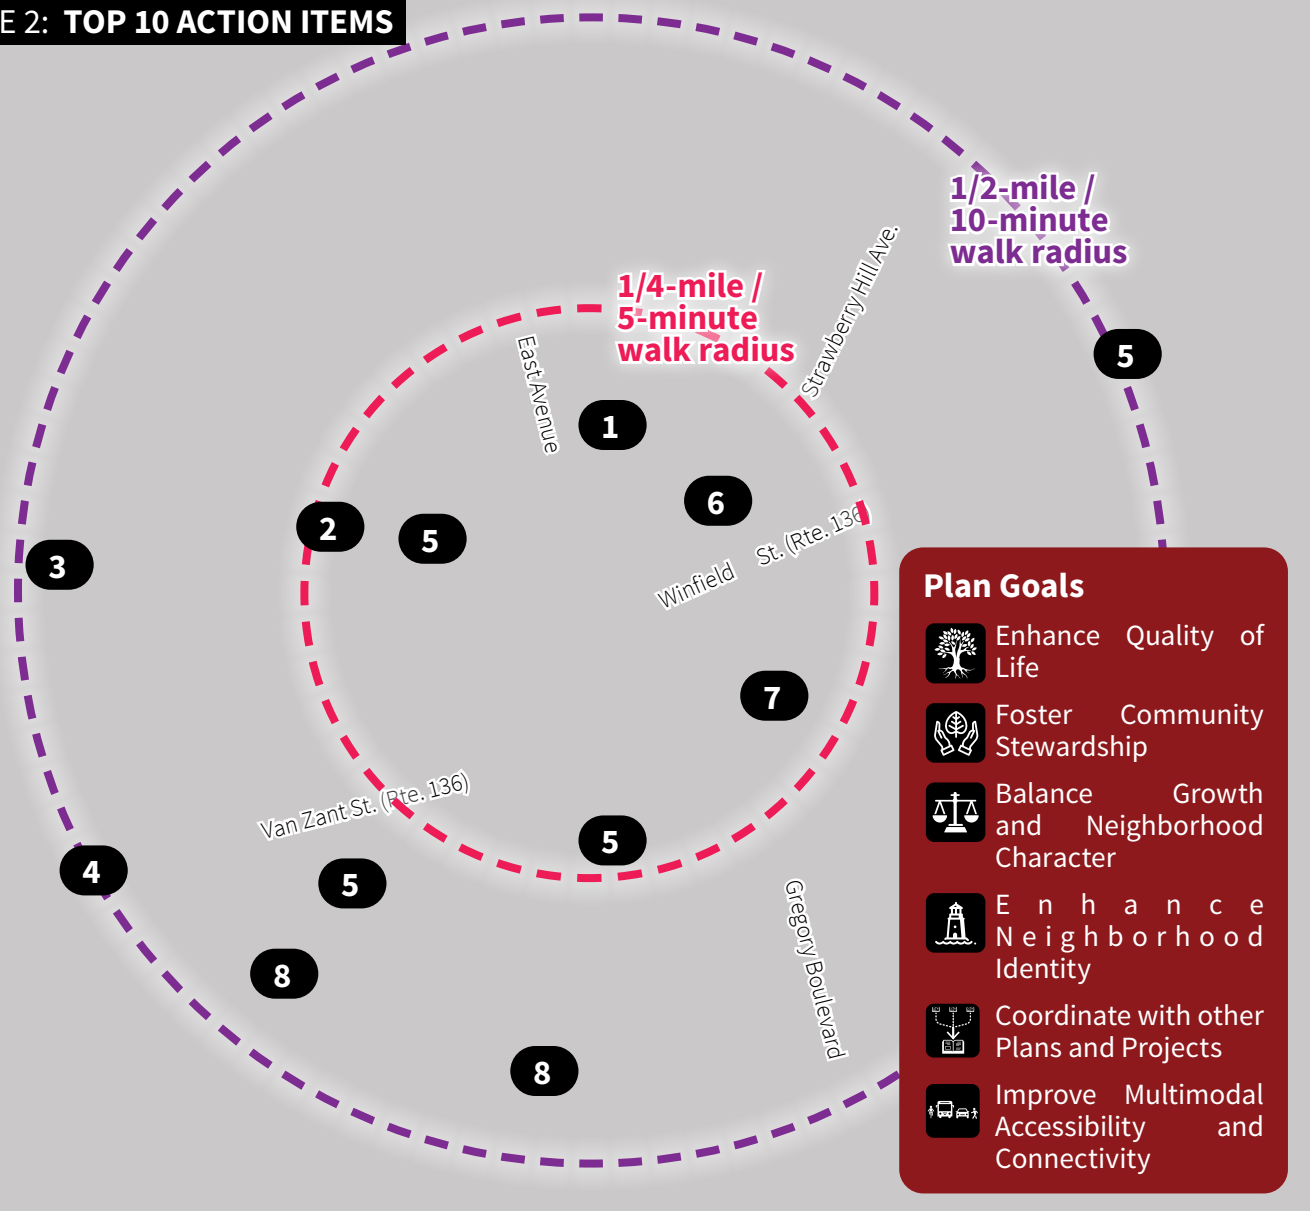 E 2: TOP 10 ACTION ITEMS
1/2-mile /
10-minute
walk radius
1/4-mile /
5-minute
walk radius
Strawberry Hill Ave.
East Avenue
5
1
6
2
5
St. (Rte. 136)
Winfield
3
7
Van Zant St. (Rte. 136)
5
4
5
Gregory Boulevard
8
8
Plan Goals
Enhance Quality of
Life
Foster Community
Stewardship
Balance Growth
and Neighborhood
Character
Enhance
Neighborhood
Identity
Coordinate with other
Plans and Projects
Improve Multimodal
Accessibility and
Connectivity